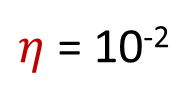 η = 10⁻²